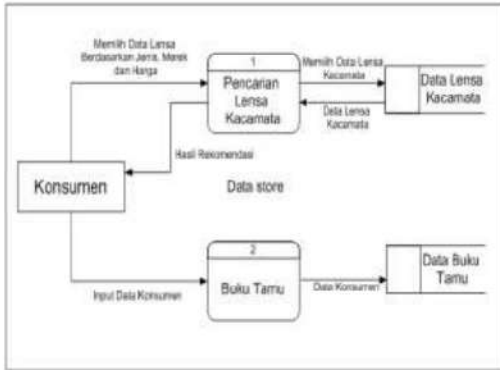 Memilih Data Lensa
Berdasarkan Jenis, Merek
dan Harga
1
Pencarian
Lensa
Kacamata
Memilih Data Lensa
Kacamata
Data Lensa
Kacamata
Data Lensa
Kacamata
Hasil Rekomendasi
Konsumen
Data store
2
Buku Tamu
Input Data Konsumen
Data Konsumen
Data Buku
Tamu